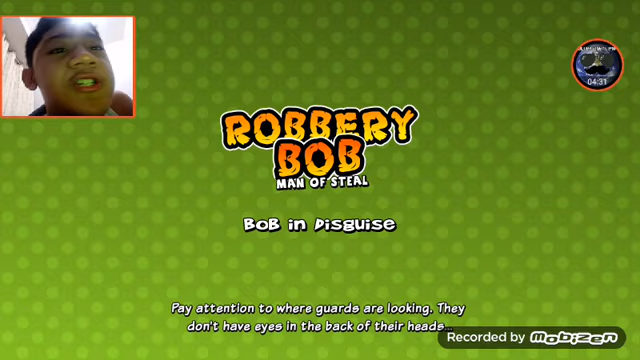 04:31
ROBBERY
BOB
MAN OF STEAL
BOB in Disguise
Pay attention to where guards are looking. They
don't have eyes in the back of their heads...
Recorded by mobizen